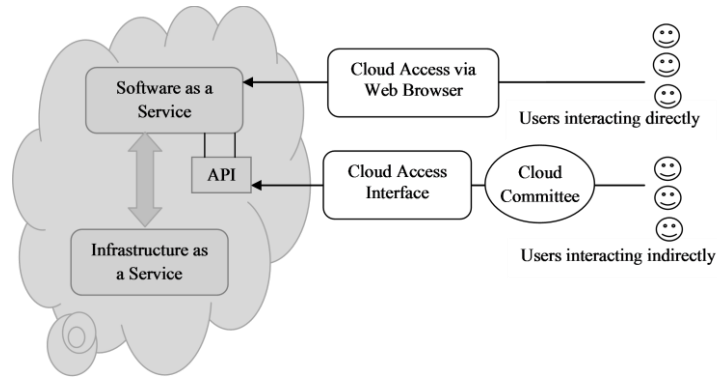 Software as a
Service
Cloud Access via
Web Browser
Users interacting directly
API
Cloud Access
Interface
Cloud
Committee
Infrastructure as
a Service
Users interacting indirectly